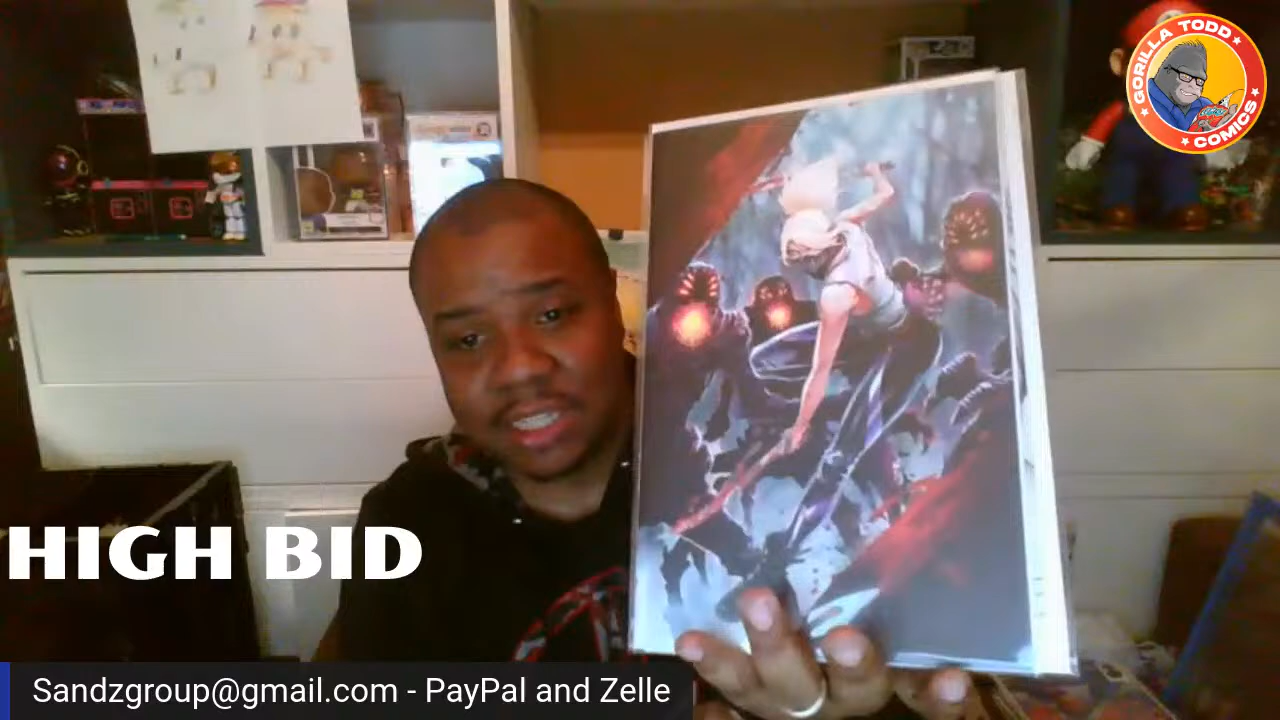 GORILLA TODD
COMICS
HIGH BID
Sandzgroup@gmail.com - PayPal and Zelle